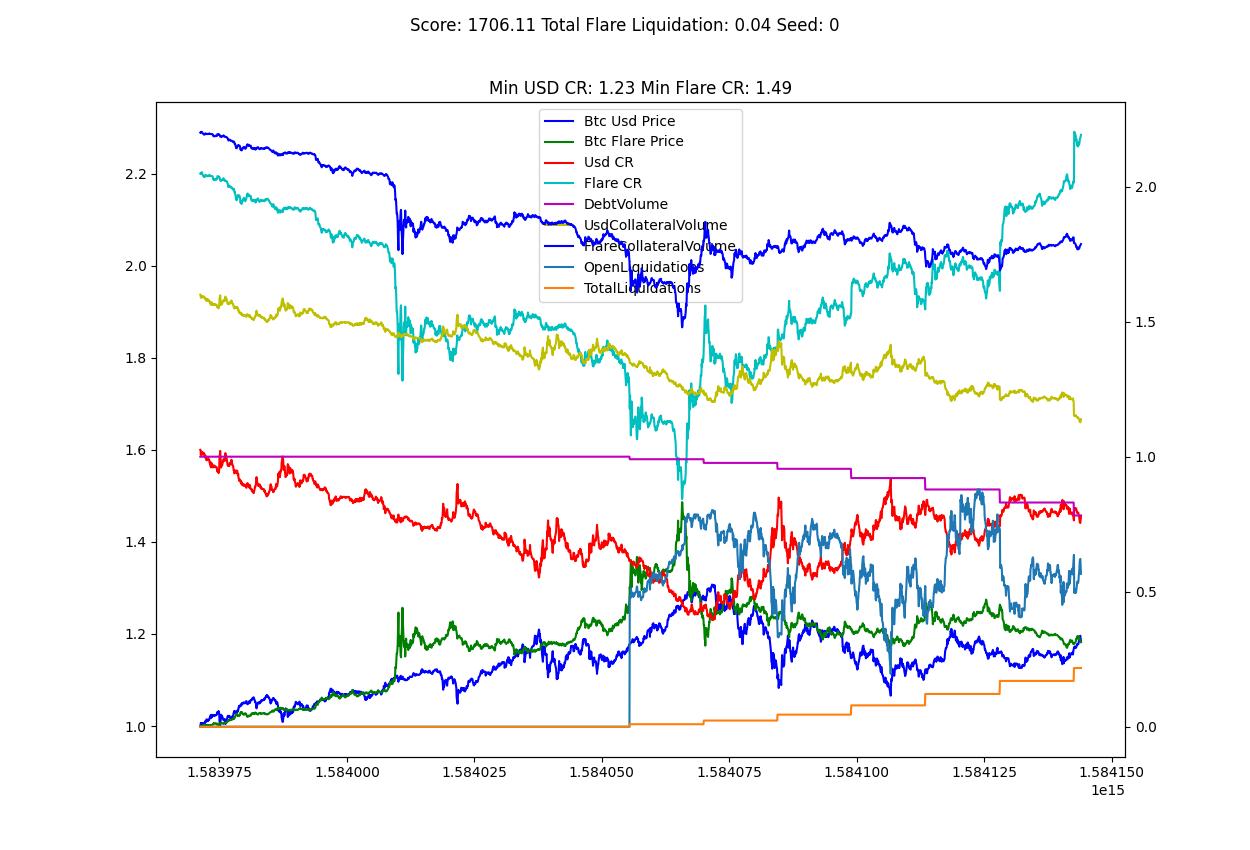 Score: 1706.11 Total Flare Liquidation: 0.04 Seed: 0
Min USD CR: 1.23 Min Flare CR: 1.49
Btc Usd Price
Btc Flare Price
Usd CR
Flare CR
DebtVolume
UsdCollateralVolume
FlareCollateralVolume
OpenLiquidations
TotalLiquidations
2.2
2.0
1.8
1.6
1.4
1.2
1.0
2.0
1.5
1.0
0.5
0.0
1.583975 1.584000 1.584025 1.584050 1.584075 1.584100 1.584125 1.584150
1e15